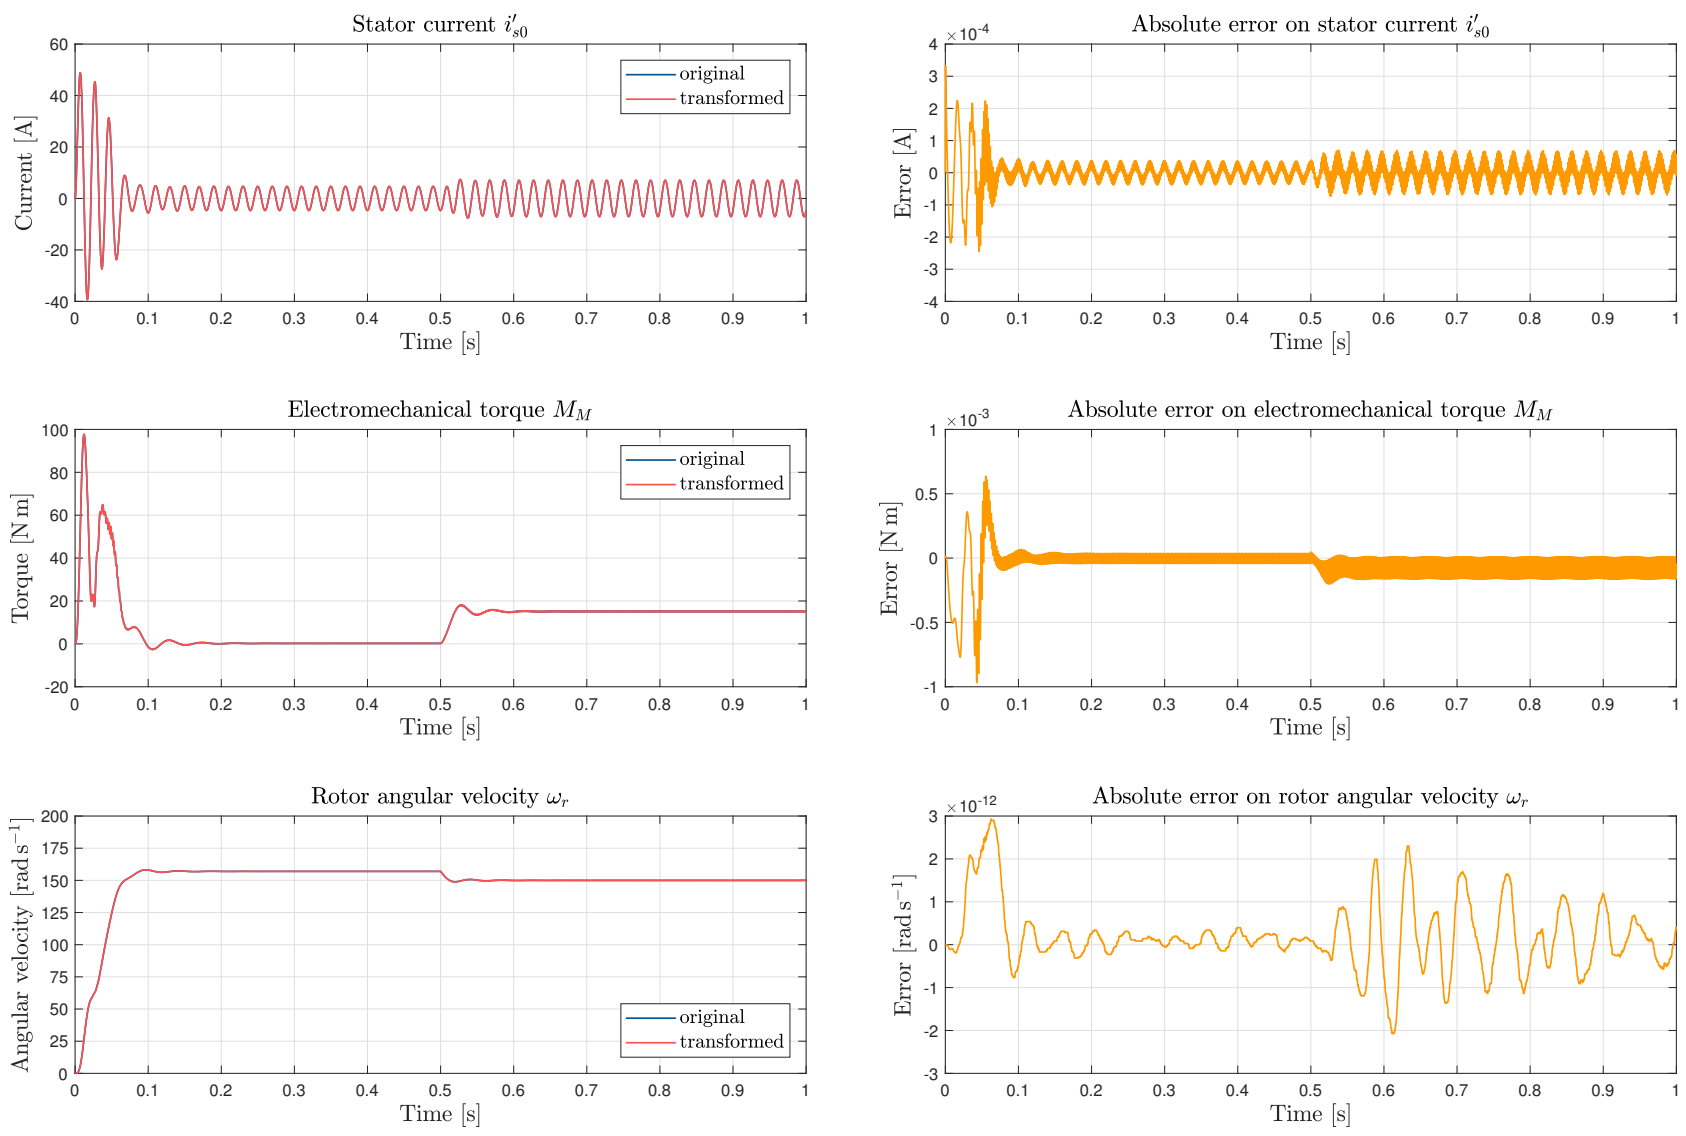 Stator current i′s0
60
40
20
0
-20
-40
Current [A]
original
transformed
0 0.1 0.2 0.3 0.4 0.5 0.6 0.7 0.8 0.9 1
Time [s]
Absolute error on stator current i′s0
×10-4
4
3
2
1
0
-1
-2
-3
-4
Error [A]
0 0.1 0.2 0.3 0.4 0.5 0.6 0.7 0.8 0.9 1
Time [s]
Electromechanical torque MM
100
80
60
40
20
0
-20
Torque [N m]
original
transformed
0 0.1 0.2 0.3 0.4 0.5 0.6 0.7 0.8 0.9 1
Time [s]
Absolute error on electromechanical torque MM
×10-3
1
0.5
0
-0.5
-1
Error [N m]
0 0.1 0.2 0.3 0.4 0.5 0.6 0.7 0.8 0.9 1
Time [s]
Rotor angular velocity ωr
200
175
150
125
100
75
50
25
0
Angular velocity [rad s−1]
original
transformed
0 0.1 0.2 0.3 0.4 0.5 0.6 0.7 0.8 0.9 1
Time [s]
Absolute error on rotor angular velocity ωr
×10-12
3
2
1
0
-1
-2
-3
Error [rad s−1]
0 0.1 0.2 0.3 0.4 0.5 0.6 0.7 0.8 0.9 1
Time [s]